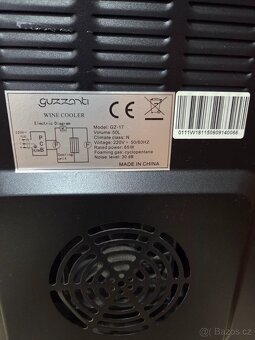 guzzanti
WINE COOLER
Electric Diagram
Model: GZ-17
Volume: 50L
Climate class: N
Voltage: 220V ~ 50/60HZ
Rated power: 65W
Foaming gas: cyclopentane
Noise level: 30 dB
MADE IN CHINA
CE
Bazoš.cz